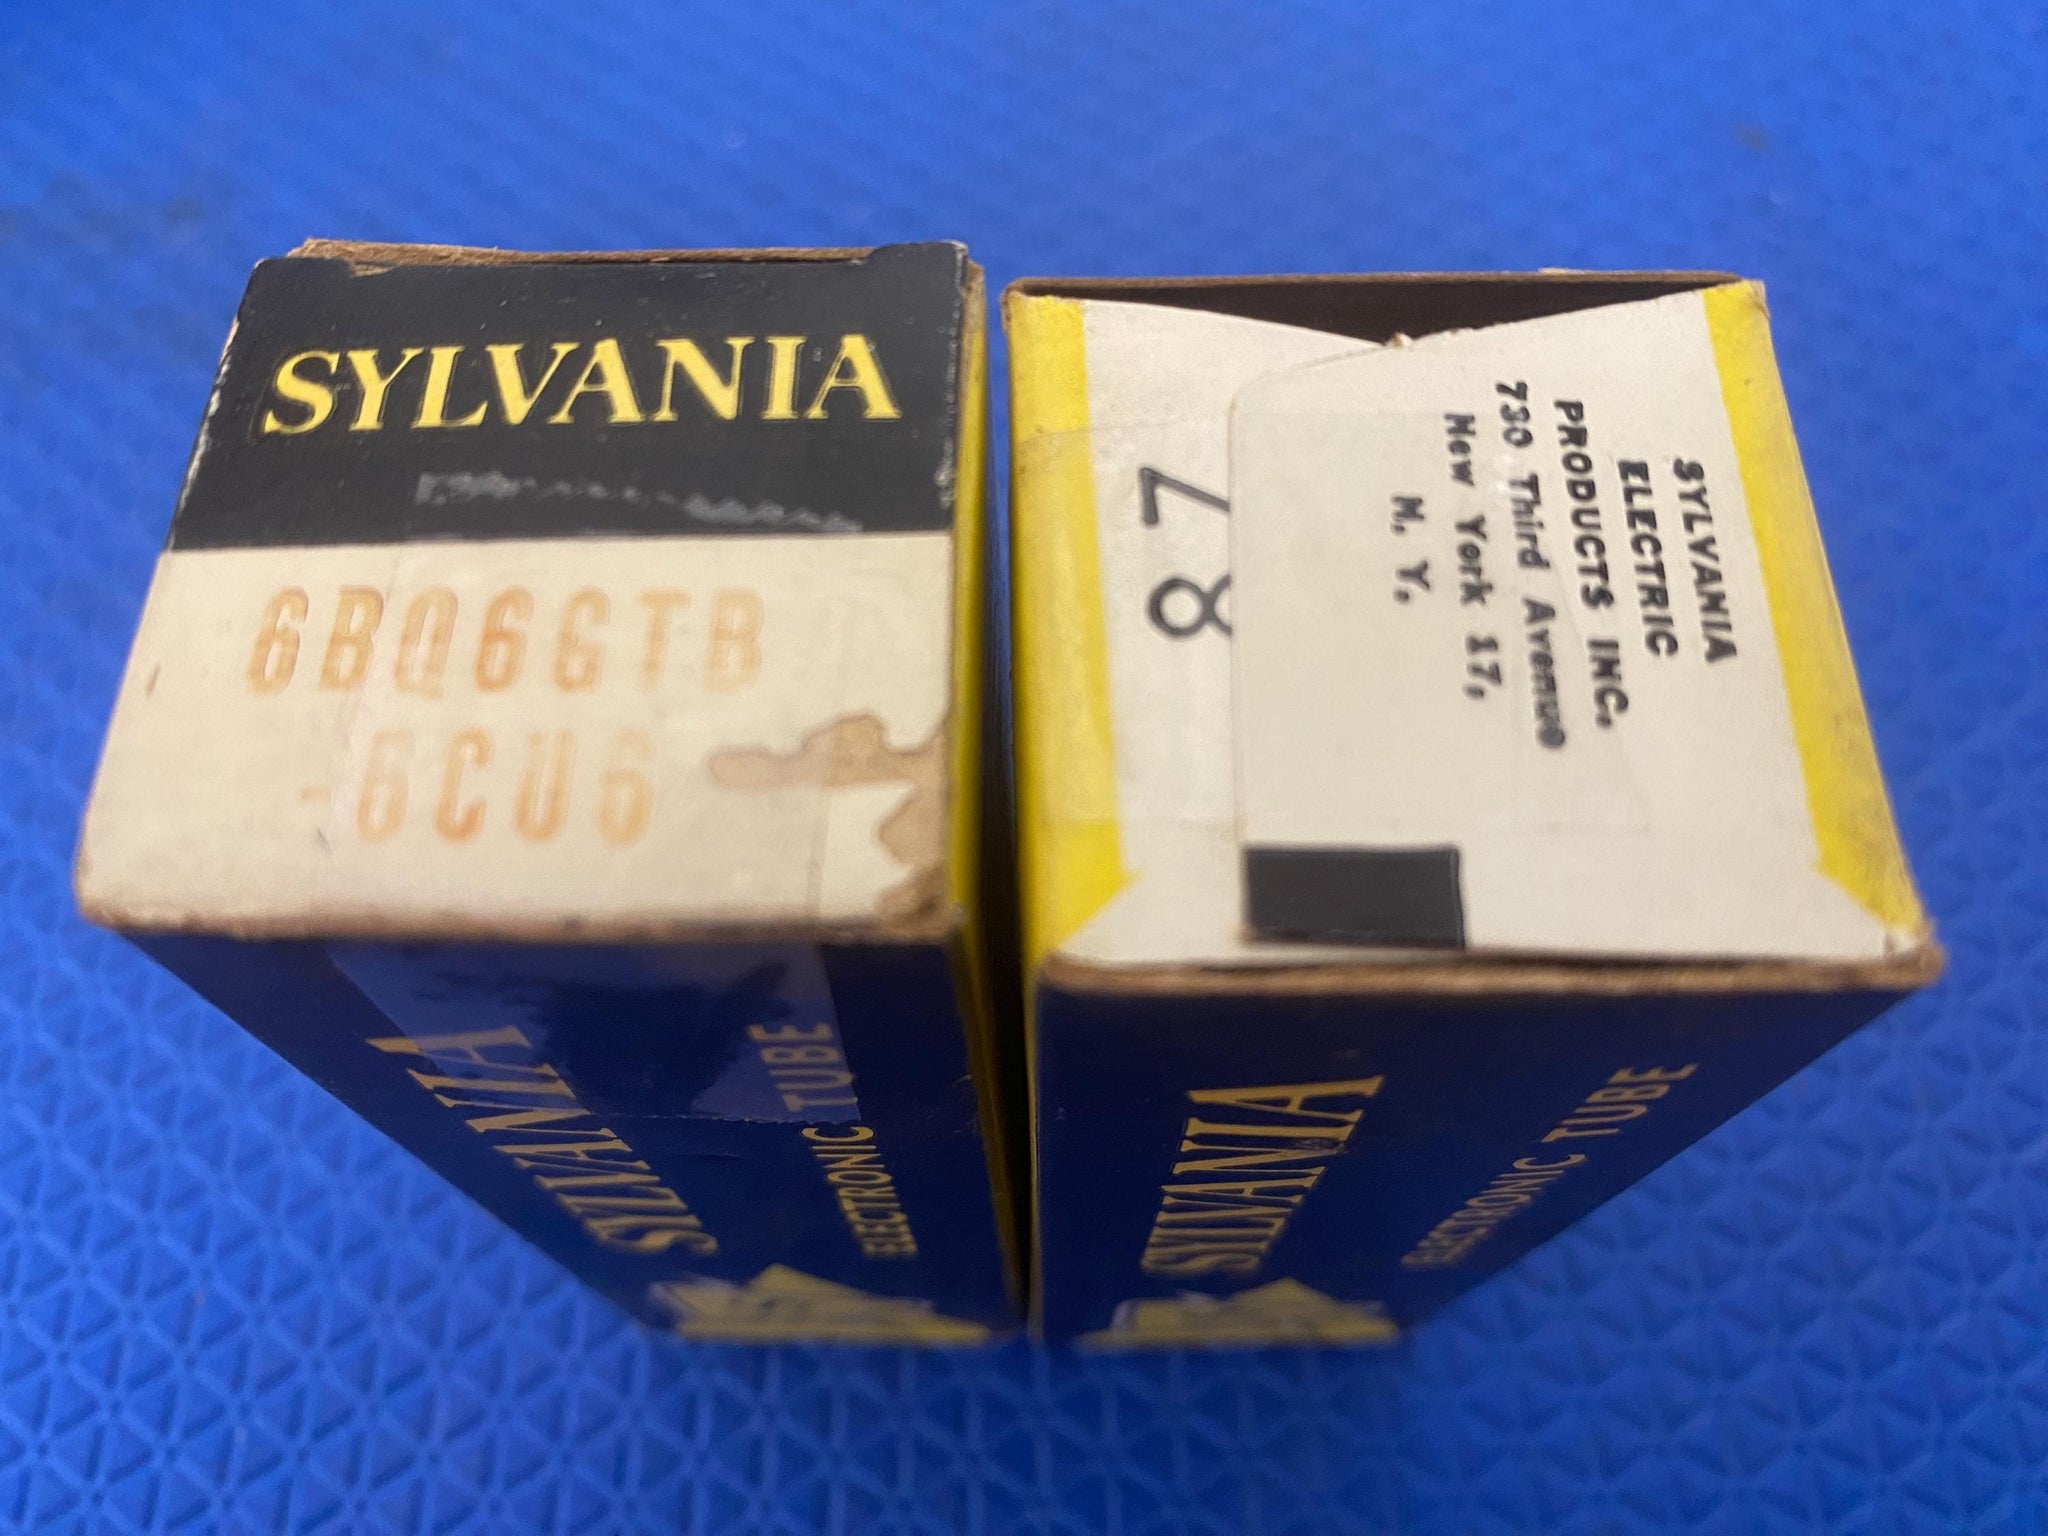 SYLVANIA
6BQ6GTB
-6CU6
SYLVANIA
ELECTRONIC TUBE
87
SYLVANIA
ELECTRIC
PRODUCTS INC.
730 Third Avenue
New York 17,
N. Y.
SYLVANIA
ELECTRONIC TUBE